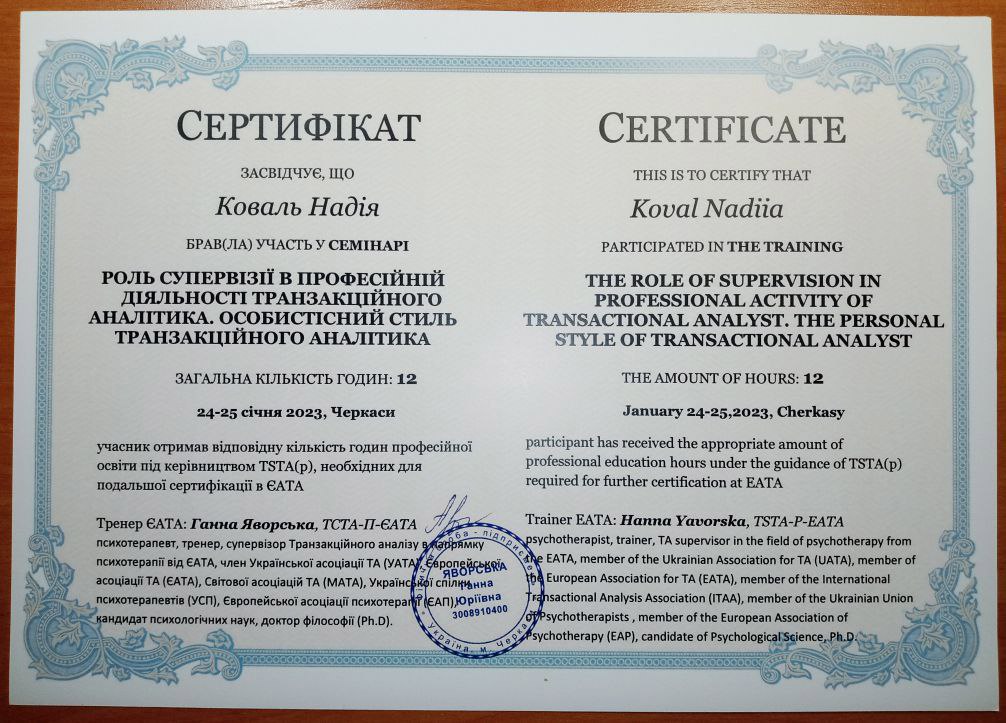 СЕРТИФІКАТ
ЗАСВІДЧУЄ, ЩО
Коваль Надія
БРАВ(ЛА) УЧАСТЬ У СЕМІНАРІ
РОЛЬ СУПЕРВІЗІЇ В ПРОФЕСІЙНІЙ
ДІЯЛЬНОСТІ ТРАНЗАКЦІЙНОГО
АНАЛІТИКА. ОСОБИСТІСНИЙ СТИЛЬ
ТРАНЗАКЦІЙНОГО АНАЛІТИКА
ЗАГАЛЬНА КІЛЬКІСТЬ ГОДИН: 12
24-25 січня 2023, Черкаси
учасник отримав відповідну кількість годин професійної
освіти під керівництвом TSTA(p), необхідних для
подальшої сертифікації в ЄАТА
Тренер ЄАТА: Ганна Яворська, ТСТА-П-ЄАТА
психотерапевт, тренер, супервізор Транзакційного аналізу в напрямку
психотерапії від ЄАТА, член Української асоціації ТА (УАТА), Європейської
асоціації ТА (ЄАТА), Світової асоціацій ТА (МАТА), Української спілки
психотерапевтів (УСП), Європейської асоціації психотерапії (ЄАП),
кандидат психологічних наук, доктор філософії (Ph.D).
CERTIFICATE
THIS IS TO CERTIFY THAT
Koval Nadiia
PARTICIPATED IN THE TRAINING
THE ROLE OF SUPERVISION IN
PROFESSIONAL ACTIVITY OF
TRANSACTIONAL ANALYST. THE PERSONAL
STYLE OF TRANSACTIONAL ANALYST
THE AMOUNT OF HOURS: 12
January 24-25,2023, Cherkasy
participant has received the appropriate amount of
professional education hours under the guidance of TSTA(p)
required for further certification at EATA
Trainer EATA: Hanna Yavorska, TSTA-P-EATA
psychotherapist, trainer, TA supervisor in the field of psychotherapy from
the EATA, member of the Ukrainian Association for TA (UATA), member of
the European Association for TA (EATA), member of the International
Transactional Analysis Association (ITAA), member of the Ukrainian Union
of Psychotherapists , member of the European Association of
Psychotherapy (EAP), candidate of Psychological Science, Ph.D.
ЯВОРСЬКА
Ганна
Юріївна
3008910400
Україна, м. Черкаси